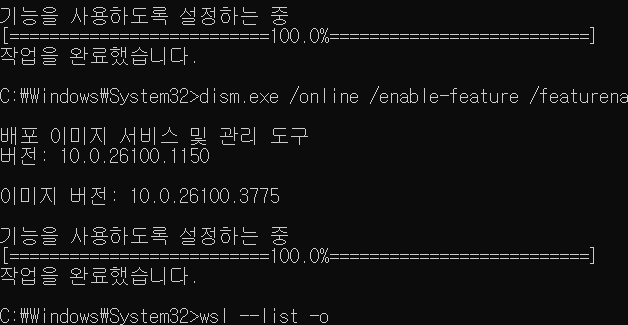 기능을 사용하도록 설정하는 중
[==========================100.0%==========================]
작업을 완료했습니다.
C:\Windows\System32>dism.exe /online /enable-feature /featurena
배포 이미지 서비스 및 관리 도구
버전: 10.0.26100.1150
이미지 버전: 10.0.26100.3775
기능을 사용하도록 설정하는 중
[==========================100.0%==========================]
작업을 완료했습니다.
C:\Windows\System32>wsl --list -o